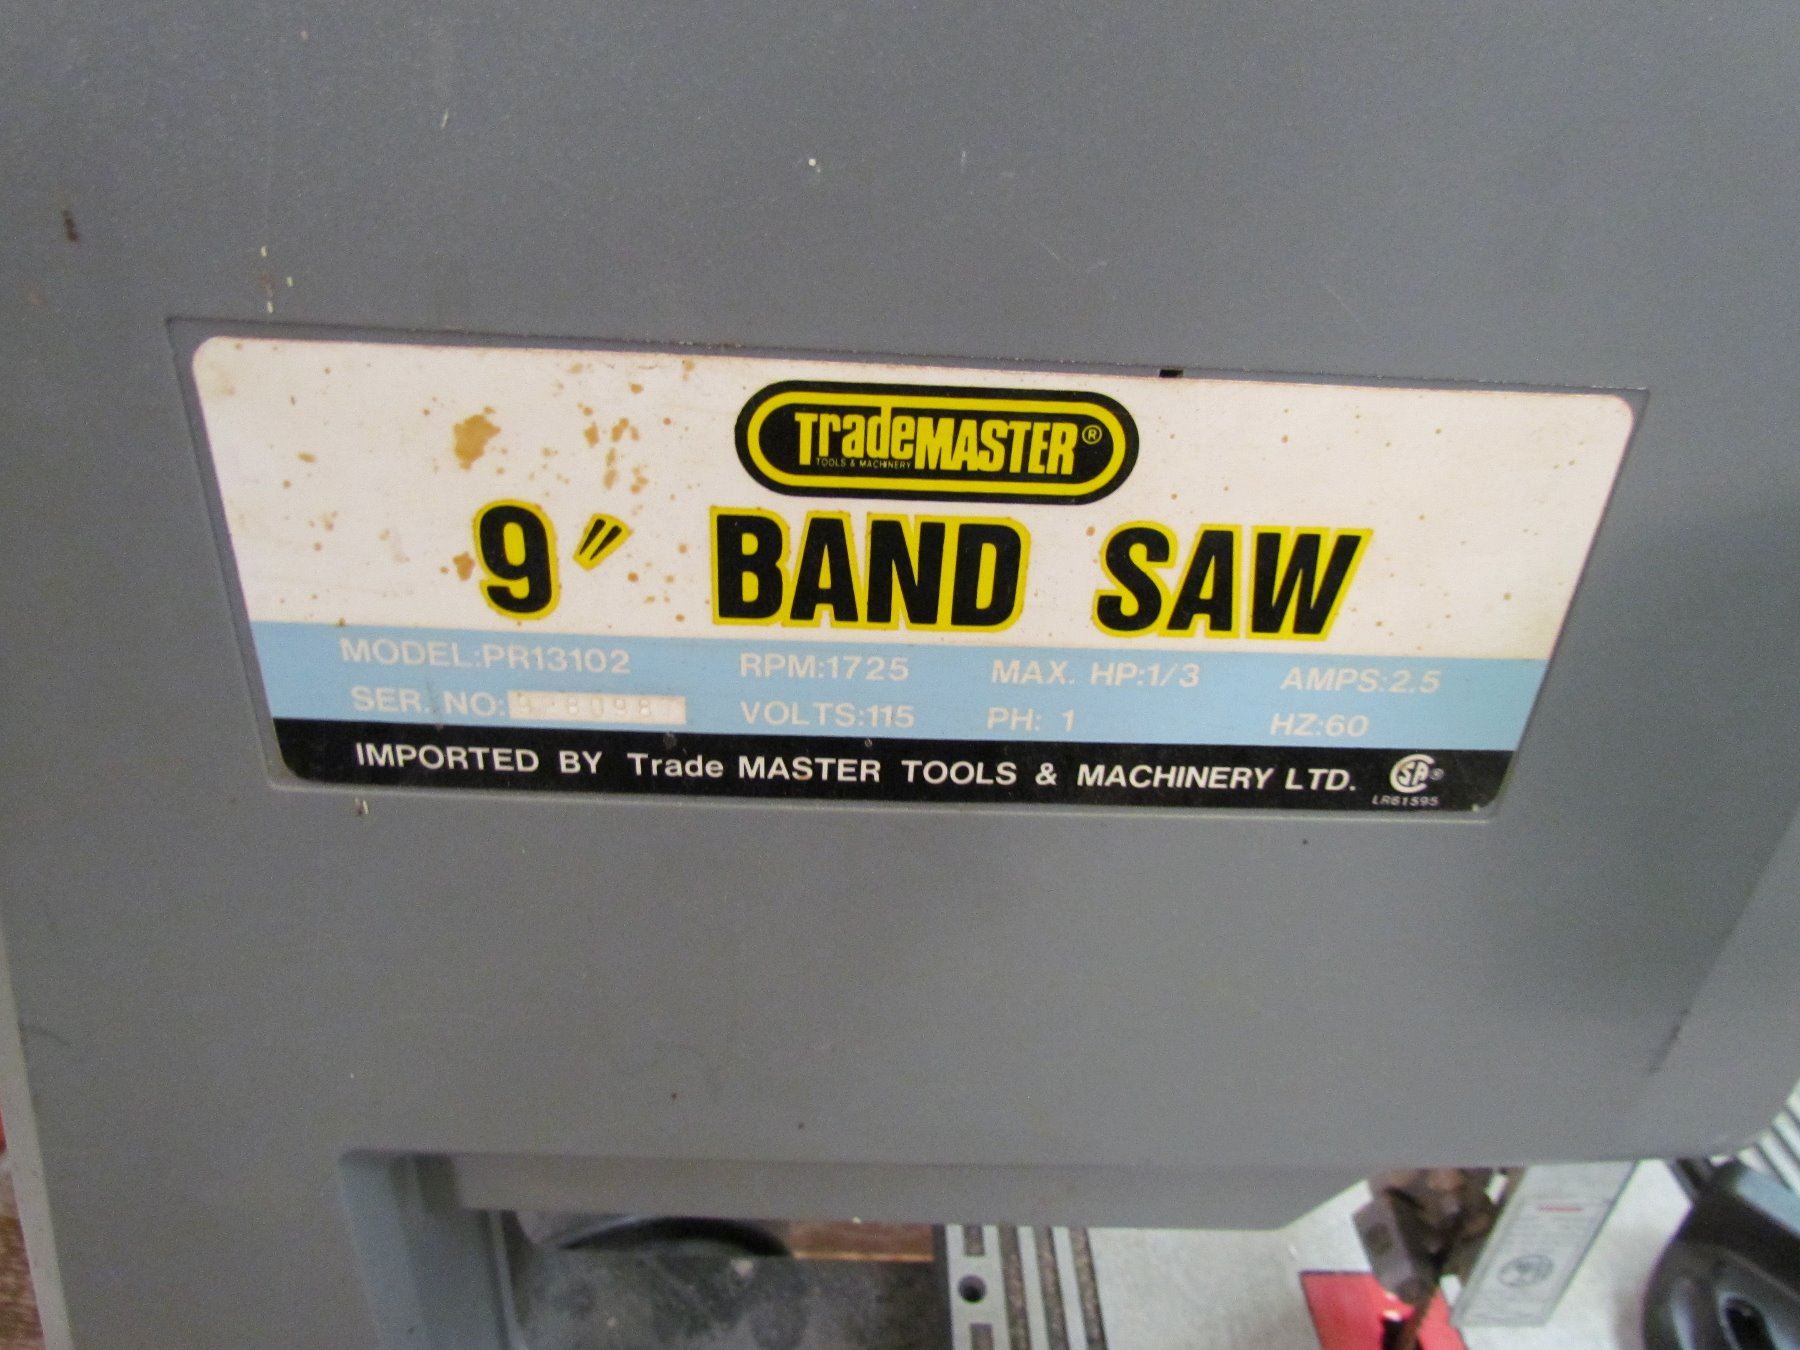 TradeMASTER®
TOOLS & MACHINERY
9" BAND SAW
MODEL:PR13102 RPM:1725 MAX. HP:1/3 AMPS:2.5
SER. NO: VOLTS:115 PH: 1 HZ:60
IMPORTED BY Trade MASTER TOOLS & MACHINERY LTD. SA®
LR61595